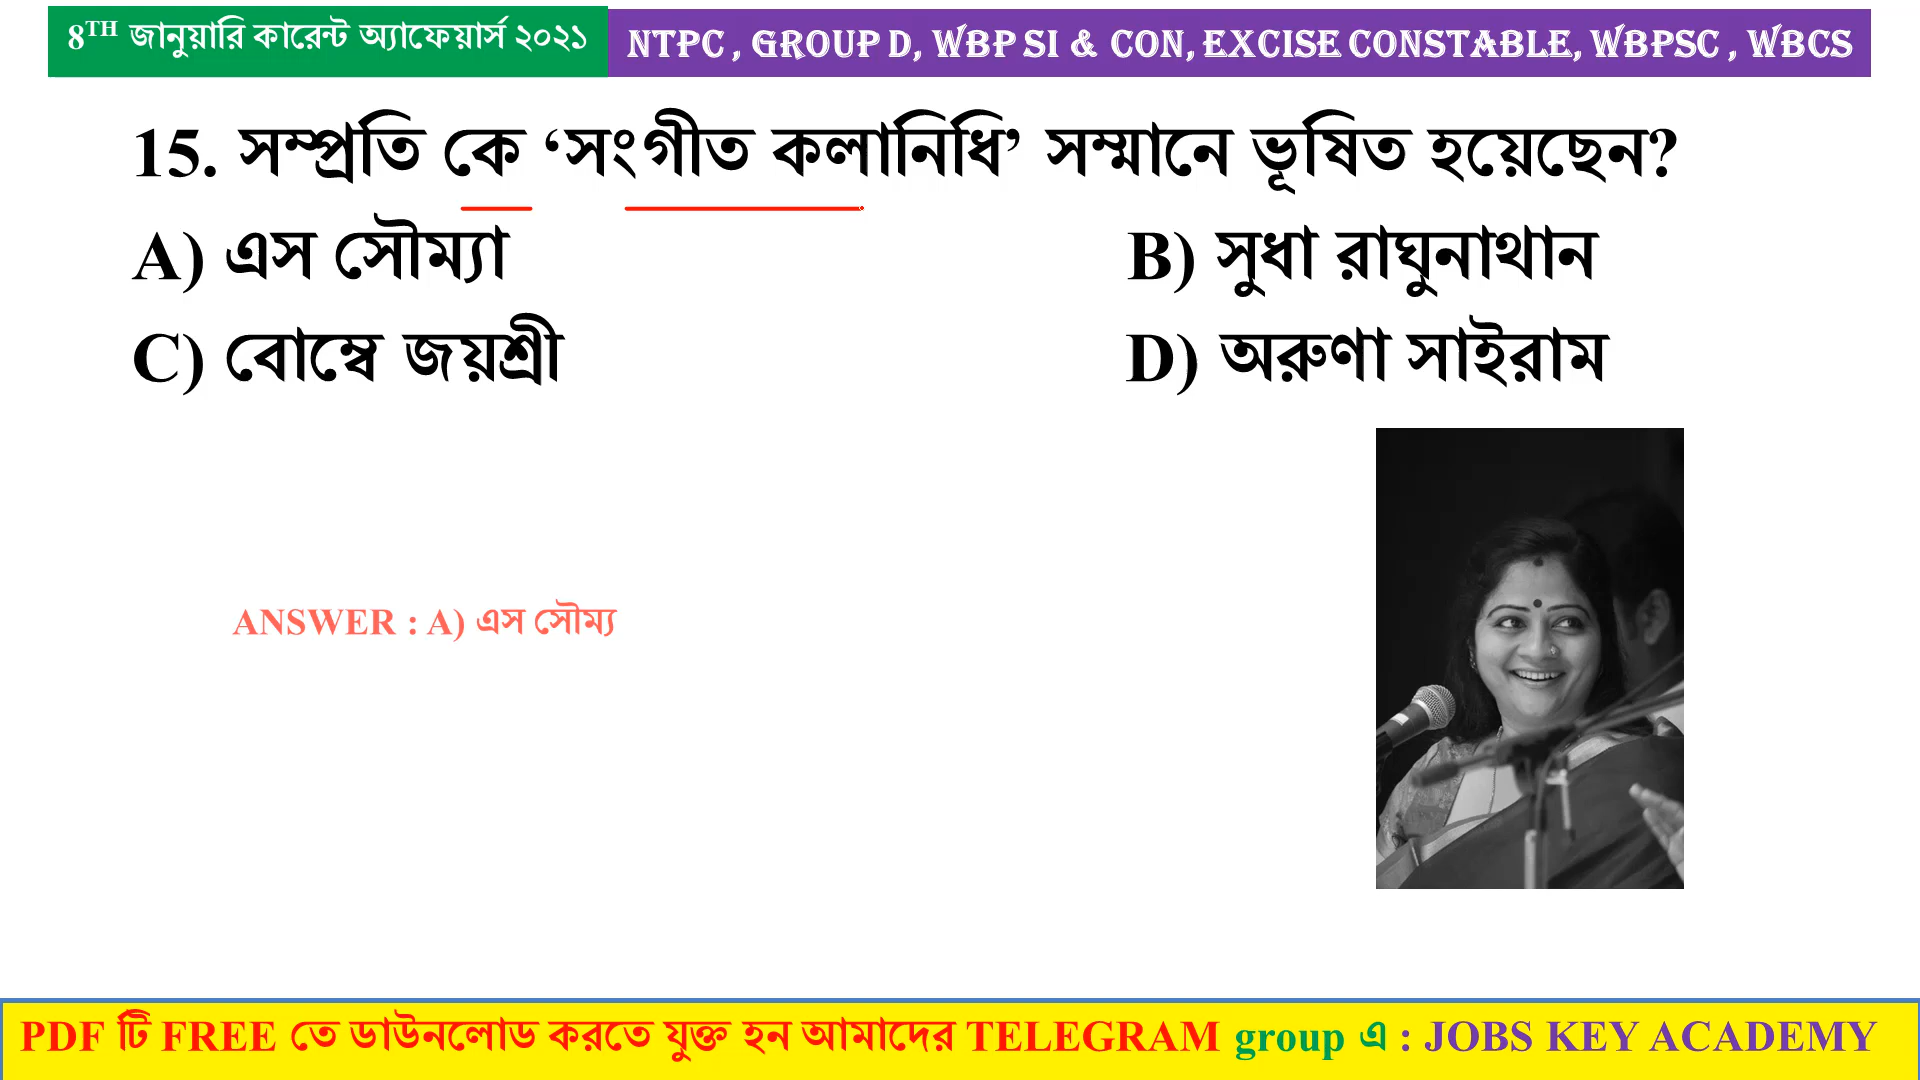 8TH জানুয়ারি কারেন্ট অ্যাফেয়ার্স ২০২১
NTPC , GROUP D, WBP SI & CON, EXCISE CONSTABLE, WBPSC , WBCS
15. সম্প্রতি কে ‘সংগীত কলানিধি’ সম্মানে ভূষিত হয়েছেন?
A) এস সৌম্যা B) সুধা রাঘুনাথান
C) বোম্বে জয়শ্রী D) অরুণা সাইরাম
ANSWER : A) এস সৌম্য
PDF টি FREE তে ডাউনলোড করতে যুক্ত হন আমাদের TELEGRAM group এ : JOBS KEY ACADEMY